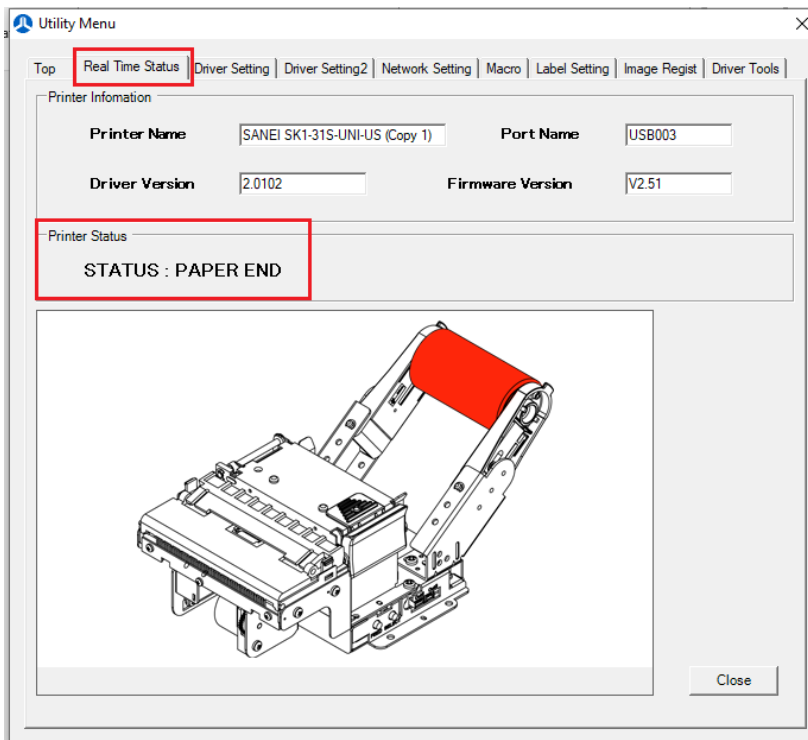 Utility Menu
Top Real Time Status Driver Setting Driver Setting2 Network Setting Macro Label Setting Image Regist Driver Tools
Printer Infomation
Printer Name SANEI SK1-31S-UNI-US (Copy 1) Port Name USB003
Driver Version 2.0102 Firmware Version V2.51
Printer Status
STATUS : PAPER END
Close